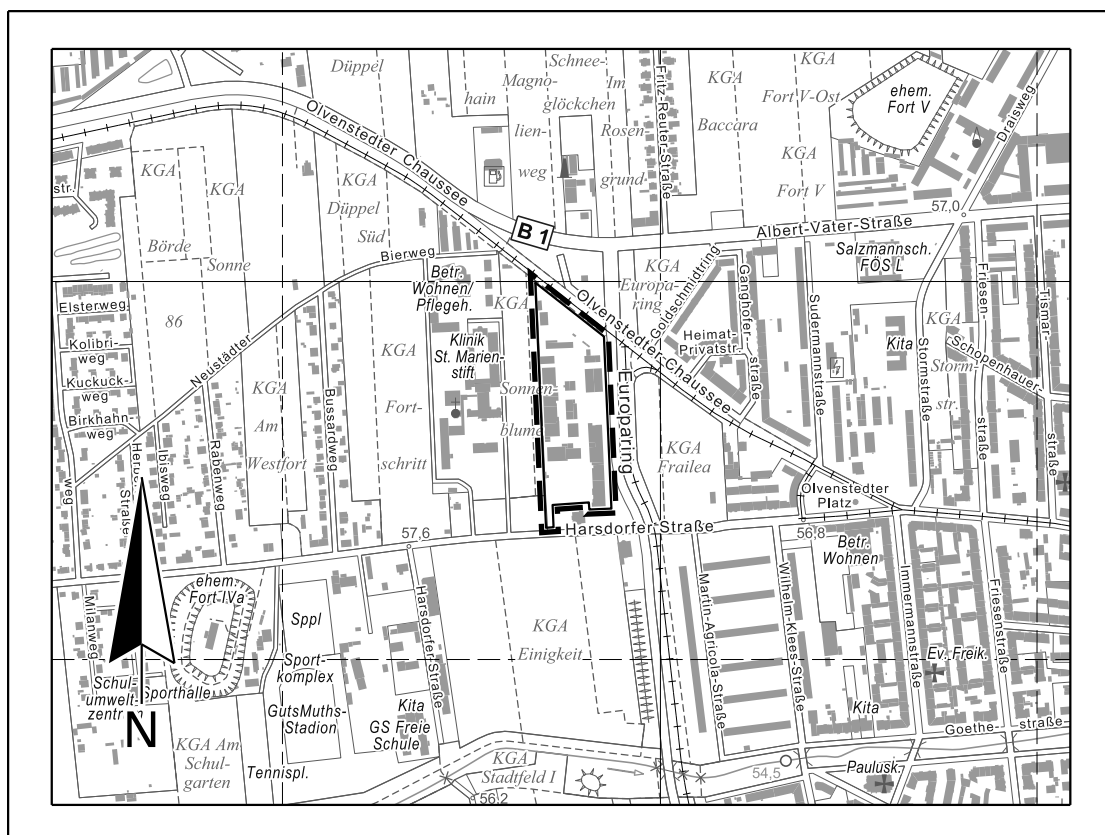 Düppel
hain
Magno-
lien-
weg
Schnee-
glöckchen
Im
Rosen-
grund
Fritz-Reuter-Straße
KGA
Baccara
KGA
Fort V-Ost
KGA
Fort V
ehem.
Fort V
Draisweg
57,0
Olvenstedter Chaussee
B 1
Albert-Vater-Straße
KGA
Börde
KGA
Sonne
86
KGA
Düppel
Süd
str.
Bierweg
Neustädter
Elsterweg
Kolibri-
weg
Kuckuck-
weg
Birkhahn-
weg
weg
Straße
Ibisweg
Rabenweg
KGA
Am
Westfort
Bussardweg
KGA
Fort-
schritt
Betr.
Wohnen/
Pflegeh.
Klinik
St. Marien-
stift
KGA
Sonnen-
blume
KGA
Europa-
ring
Olvenstedter Chaussee
Europaring
Goldschmidtring
Heimat-
Privatstr.
Ganghofer-
straße
Sudermannstraße
Salzmannsch.
FÖS L
Kita
Stormstraße
KGA
Storm-
str.
Friesen-
straße
Schopenhauer-
straße
Tismar-
straße
KGA
Frailea
Olvenstedter
Platz
56,8
Harsdorfer Straße
57,6
Milanweg
ehem.
Fort IVa
Schul-
umwelt-
zentrum
Sporthalle
N
KGA Am
Schul-
garten
Sppl
Sport-
komplex
GutsMuths-
Stadion
Tennispl.
Harsdorfer Straße
Kita
GS Freie
Schule
KGA
Einigkeit
KGA
Stadtfeld I
56,2
Martin-Agricola-Straße
Wilhelm-Klees-Straße
Betr.
Wohnen
Immermannstraße
Friesenstraße
Ev. Freik.
Kita
Goethe-
straße
54,5
Paulusk.